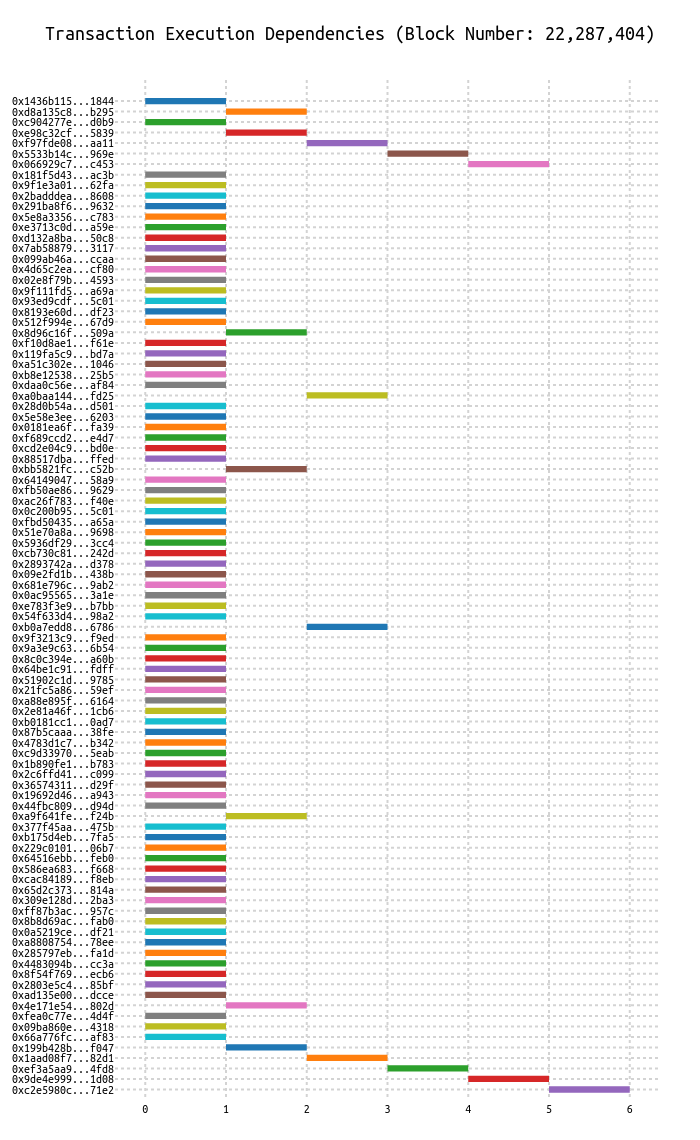 Transaction Execution Dependencies (Block Number: 22,287,404)
0x1436b115...1844
0xd8a135c8...b295
0xc904277e...d0b9
0xe98c32cf...5839
0xf97fde08...aa11
0x5533b14c...969e
0x066929c7...c453
0x181f5d43...ac3b
0x9f1e3a01...62fa
0x2badddea...8608
0x291ba8f6...9632
0x5e8a3356...c783
0xe3713c0d...a59e
0xd132a8ba...50c8
0x7ab58879...3117
0x099ab46a...ccaa
0x4d65c2ea...cf80
0x02e8f79b...4593
0x9f111fd5...a69a
0x93ed9cdf...5c01
0x8193e60d...df23
0x512f994e...67d9
0x8d96c16f...509a
0xf10d8ae1...f61e
0x119fa5c9...bd7a
0xa51c302e...1046
0xb8e12538...25b5
0xdaa0c56e...af84
0xa0baa144...fd25
0x28d0b54a...d501
0x5e58e3ee...6203
0x0181ea6f...fa39
0xf689ccd2...e4d7
0xcd2e04c9...bd0e
0x88517dba...ffed
0xbb5821fc...c52b
0x64149047...58a9
0xfb50ae86...9629
0xac26f783...f40e
0x0c200b95...5c01
0xfbd50435...a65a
0x51e70a8a...9698
0x5936df29...3cc4
0xcb730c81...242d
0x2893742a...d378
0x09e2fd1b...438b
0x681e796c...9ab2
0x0ac95565...3a1e
0xe783f3e9...b7bb
0x54f633d4...98a2
0xb0a7edd8...6786
0x9f3213c9...f9ed
0x9a3e9c63...6b54
0x8c0c394e...a60b
0x64be1c91...fdff
0x51902c1d...9785
0x21fc5a86...59ef
0xa88e895f...6164
0x2e81a46f...1cb6
0xb0181cc1...0ad7
0x87b5caaa...38fe
0x4783d1c7...b342
0xc9d33970...5eab
0x1b890fe1...b783
0x2c6ffd41...c099
0x36574311...d29f
0x19692d46...a943
0x44fbc809...d94d
0xa9f641fe...f24b
0x377f45aa...475b
0xb175d4eb...7fa5
0x229c0101...06b7
0x64516ebb...feb0
0x586ea683...f668
0xcac84189...f8eb
0x65d2c373...814a
0x309e128d...2ba3
0xff87b3ac...957c
0x8b8d69ac...fab0
0x0a5219ce...df21
0xa8808754...78ee
0x285797eb...fa1d
0x4483094b...cc3a
0x8f54f769...ecb6
0x2803e5c4...85bf
0xad135e00...dcce
0x4e171e54...802d
0xfea0c77e...4d4f
0x09ba860e...4318
0x66a776fc...af83
0x199b428b...f047
0x1aad08f7...82d1
0xef3a5aa9...4fd8
0x9de4e999...1d08
0xc2e5980c...71e2
0 1 2 3 4 5 6